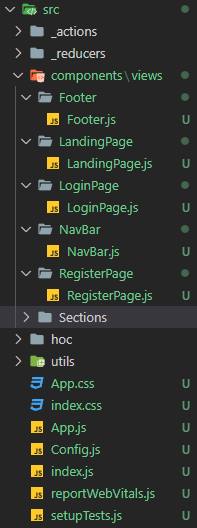 src
_actions
_reducers
components\views
Footer
Footer.js U
LandingPage
LandingPage.js U
LoginPage
LoginPage.js U
NavBar
NavBar.js U
RegisterPage
RegisterPage.js U
Sections
hoc
utils
App.css U
index.css U
App.js U
Config.js U
index.js U
reportWebVitals.js U
setupTests.js U